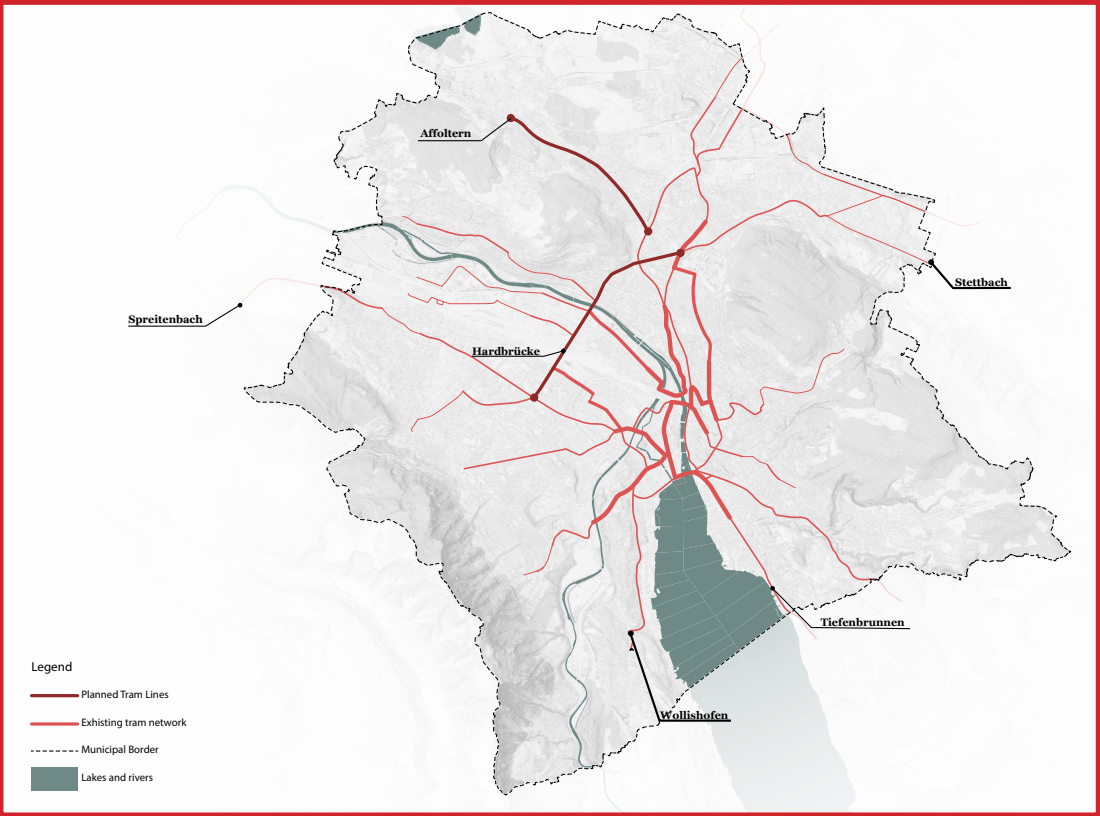 Affoltern
Stettbach
Spreitenbach
Hardbrücke
Tiefenbrunnen
Wollishofen
Legend
Planned Tram Lines
Exhisting tram network
Municipal Border
Lakes and rivers